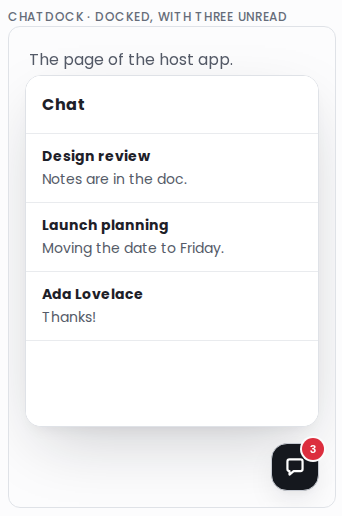 CHATDOCK · DOCKED, WITH THREE UNREAD
The page of the host app.
Chat
Design review
Notes are in the doc.
Launch planning
Moving the date to Friday.
Ada Lovelace
Thanks!
3